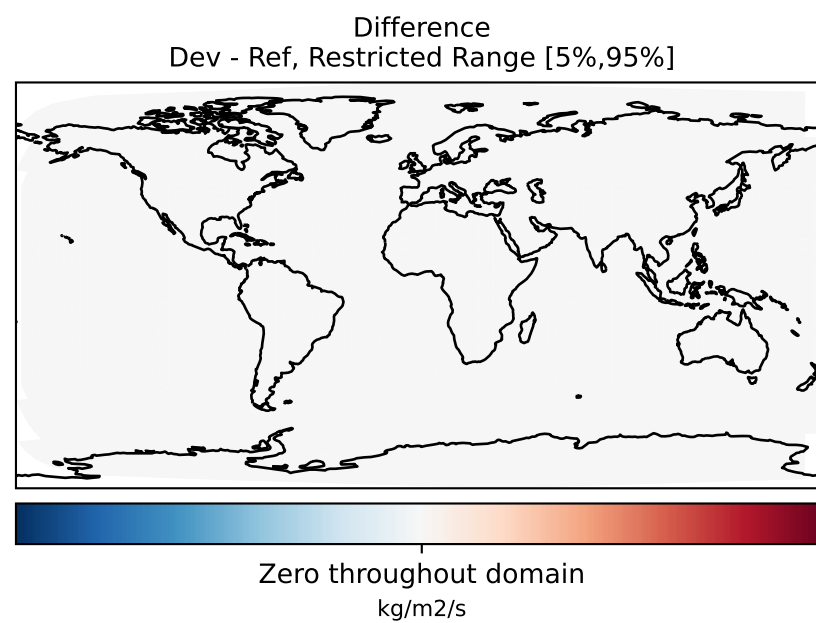 Difference
Dev - Ref, Restricted Range [5%,95%]
Zero throughout domain
kg/m2/s